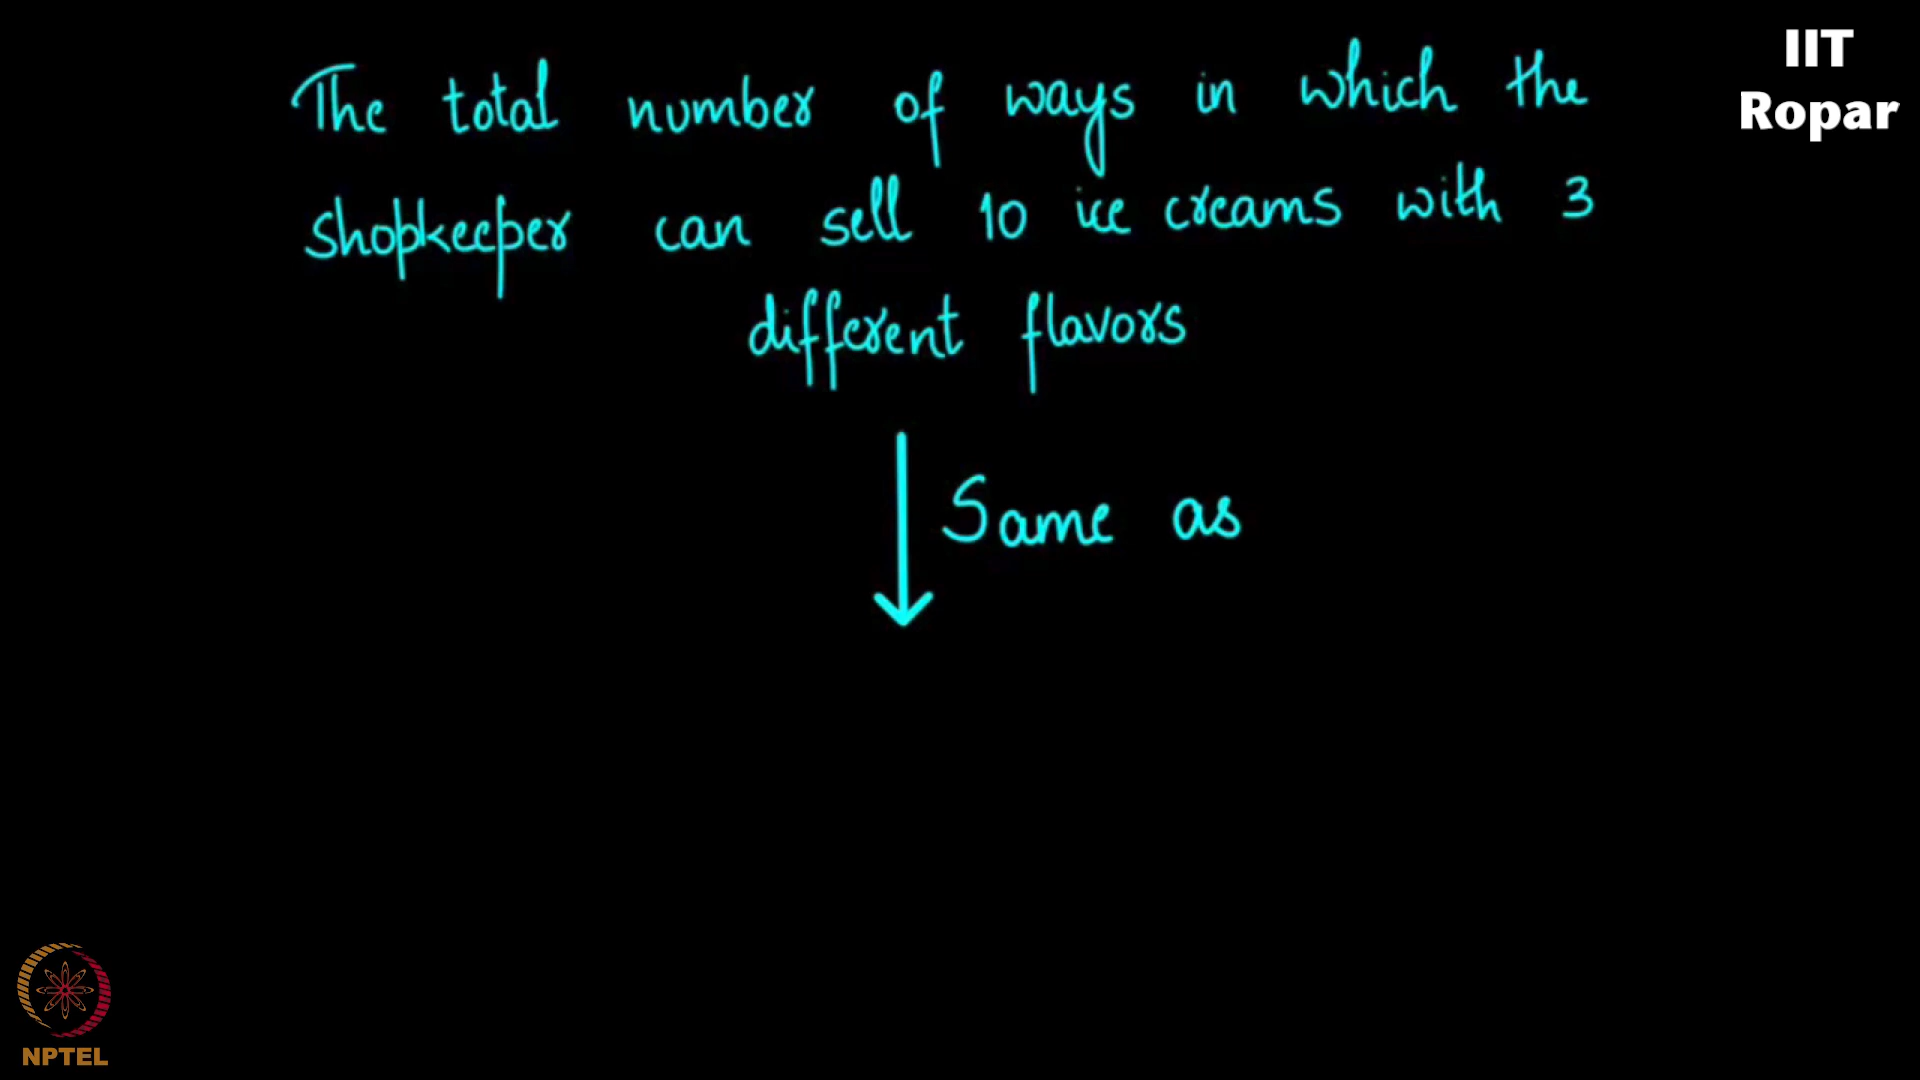 The total number of ways in which the
shopkeeper can sell 10 ice creams with 3
different flavors
Same as
IIT
Ropar
NPTEL